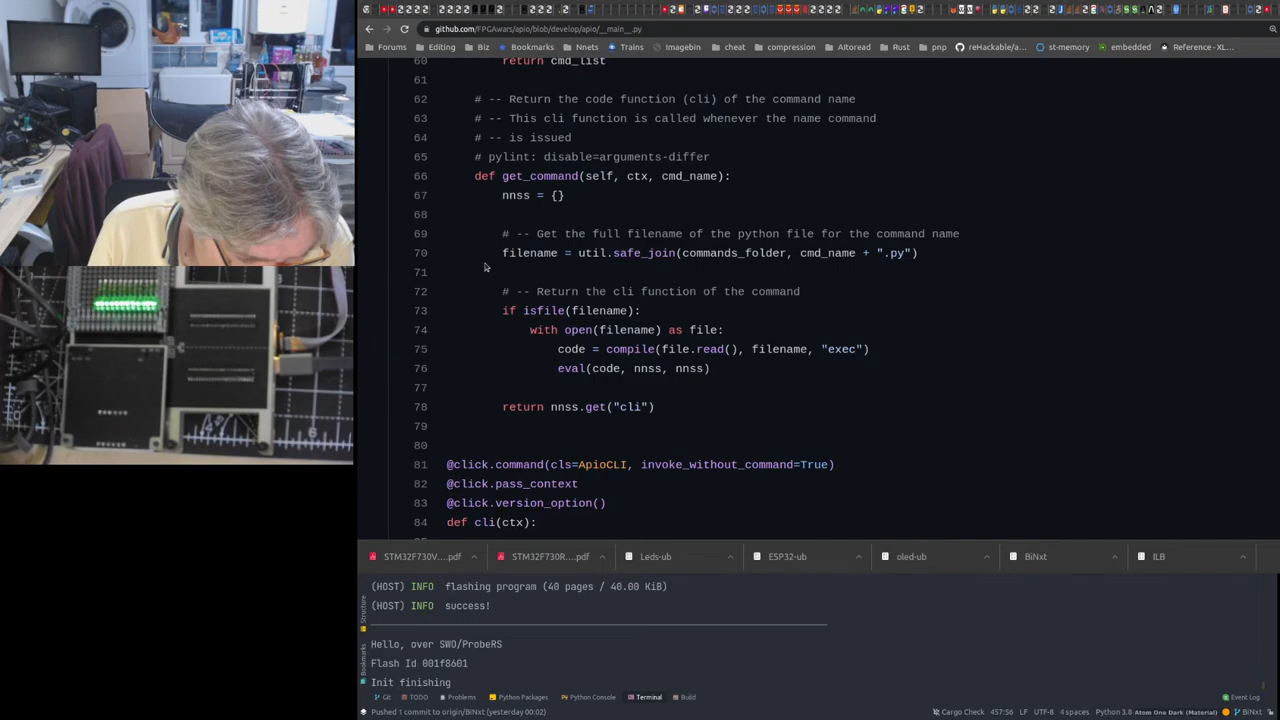 github.com/FPGAwars/apio/blob/develop/apio/__main__.py
Forums Editing Biz Bookmarks Nnets Trains Imagebin cheat compression Aitoread Rust pnp reHackable/a... st-memory embedded Reference - XL...
60 return cmd_list
61
62 # -- Return the code function (cli) of the command name
63 # -- This cli function is called whenever the name command
64 # -- is issued
65 # pylint: disable=arguments-differ
66 def get_command(self, ctx, cmd_name):
67 nnss = {}
68
69 # -- Get the full filename of the python file for the command name
70 filename = util.safe_join(commands_folder, cmd_name + ".py")
71
72 # -- Return the cli function of the command
73 if isfile(filename):
74 with open(filename) as file:
75 code = compile(file.read(), filename, "exec")
76 eval(code, nnss, nnss)
77
78 return nnss.get("cli")
79
80
81 @click.command(cls=ApioCLI, invoke_without_command=True)
82 @click.pass_context
83 @click.version_option()
84 def cli(ctx):
STM32F730V....pdf STM32F730R....pdf Leds-ub ESP32-ub oled-ub BiNxt ILB
(HOST) INFO flashing program (40 pages / 40.00 KiB)
(HOST) INFO success!
Hello, over SWO/ProbeRS
Flash Id 001f8601
Init finishing
Structure
Bookmarks
Git TODO Problems Python Packages Python Console Terminal Build Event Log
Pushed 1 commit to origin/BiNxt (yesterday 00:02) Cargo Check 457:56 LF UTF-8 4 spaces Python 3.8 Atom One Dark (Material) BiNxt